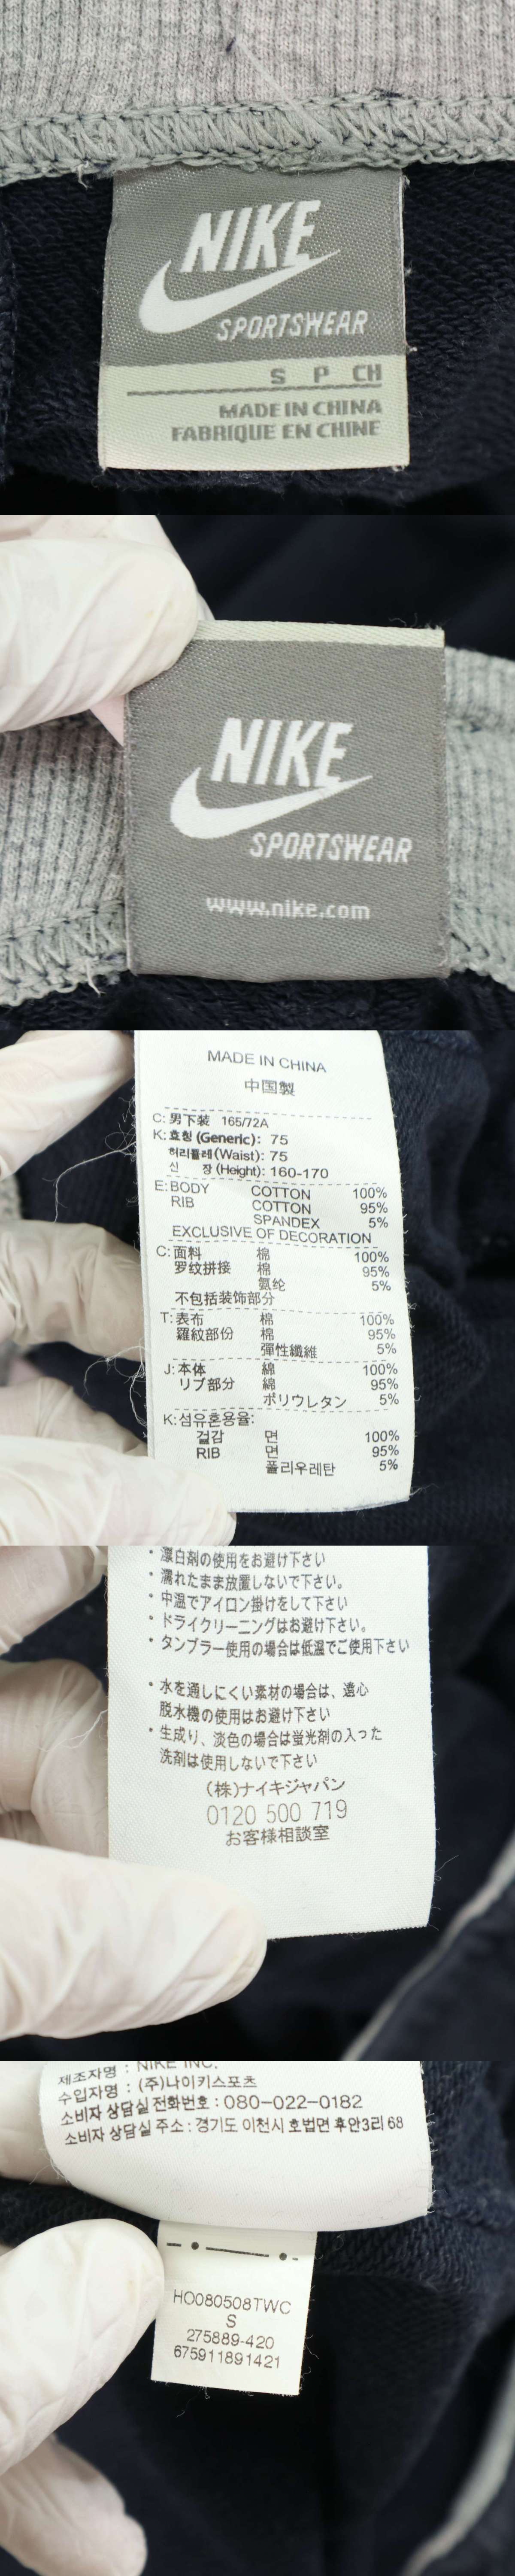 NIKE
SPORTSWEAR
S P CH
MADE IN CHINA
FABRIQUE EN CHINE
NIKE
SPORTSWEAR
www.nike.com
MADE IN CHINA
中国製
C: 男下装 165/72A
K: 호칭 (Generic): 75
허리둘레(Waist): 75
신 장 (Height): 160-170
E: BODY COTTON 100%
RIB COTTON 95%
SPANDEX 5%
EXCLUSIVE OF DECORATION
C: 面料 棉 100%
罗纹拼接 棉 95%
氨纶 5%
不包括装饰部分
T: 表布 棉 100%
羅紋部份 棉 95%
彈性纖維 5%
J: 本体 綿 100%
リブ部分 綿 95%
ポリウレタン 5%
K: 섬유혼용율:
겉감 면 100%
RIB 면 95%
폴리우레탄 5%
・漂白剤の使用をお避け下さい
・濡れたまま放置しないで下さい。
・中温でアイロン掛けをして下さい
・ドライクリーニングはお避け下さい。
・タンブラー使用の場合は低温でご使用下さい
・水を通しにくい素材の場合は、遠心
脱水機の使用はお避け下さい
・生成り、淡色の場合は蛍光剤の入った
洗剤は使用しないで下さい
(株)ナイキジャパン
0120 500 719
お客様相談室
제조자명 : NIKE INC.
수입자명 : (주)나이키스포츠
소비자 상담실 전화번호 : 080-022-0182
소비자 상담실 주소 : 경기도 이천시 호법면 후안3리 68
HO080508TWC
S
275889-420
675911891421